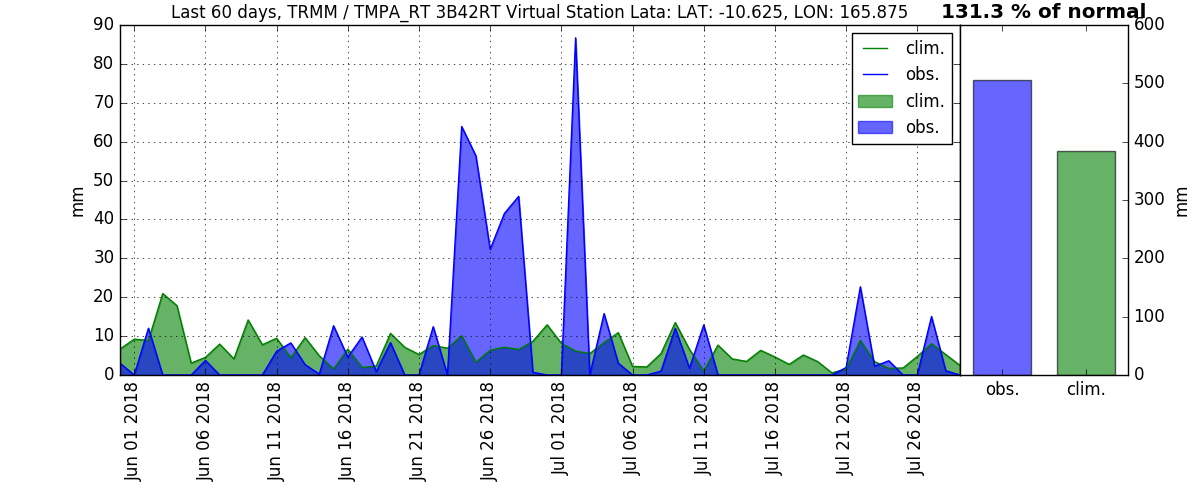 Last 60 days, TRMM / TMPA_RT 3B42RT Virtual Station Lata: LAT: -10.625, LON: 165.875
131.3 % of normal
90
80
70
60
50
40
30
20
10
0
mm
clim.
obs.
clim.
obs.
Jun 01 2018
Jun 06 2018
Jun 11 2018
Jun 16 2018
Jun 21 2018
Jun 26 2018
Jul 01 2018
Jul 06 2018
Jul 11 2018
Jul 16 2018
Jul 21 2018
Jul 26 2018
600
500
400
300
200
100
0
mm
obs.
clim.